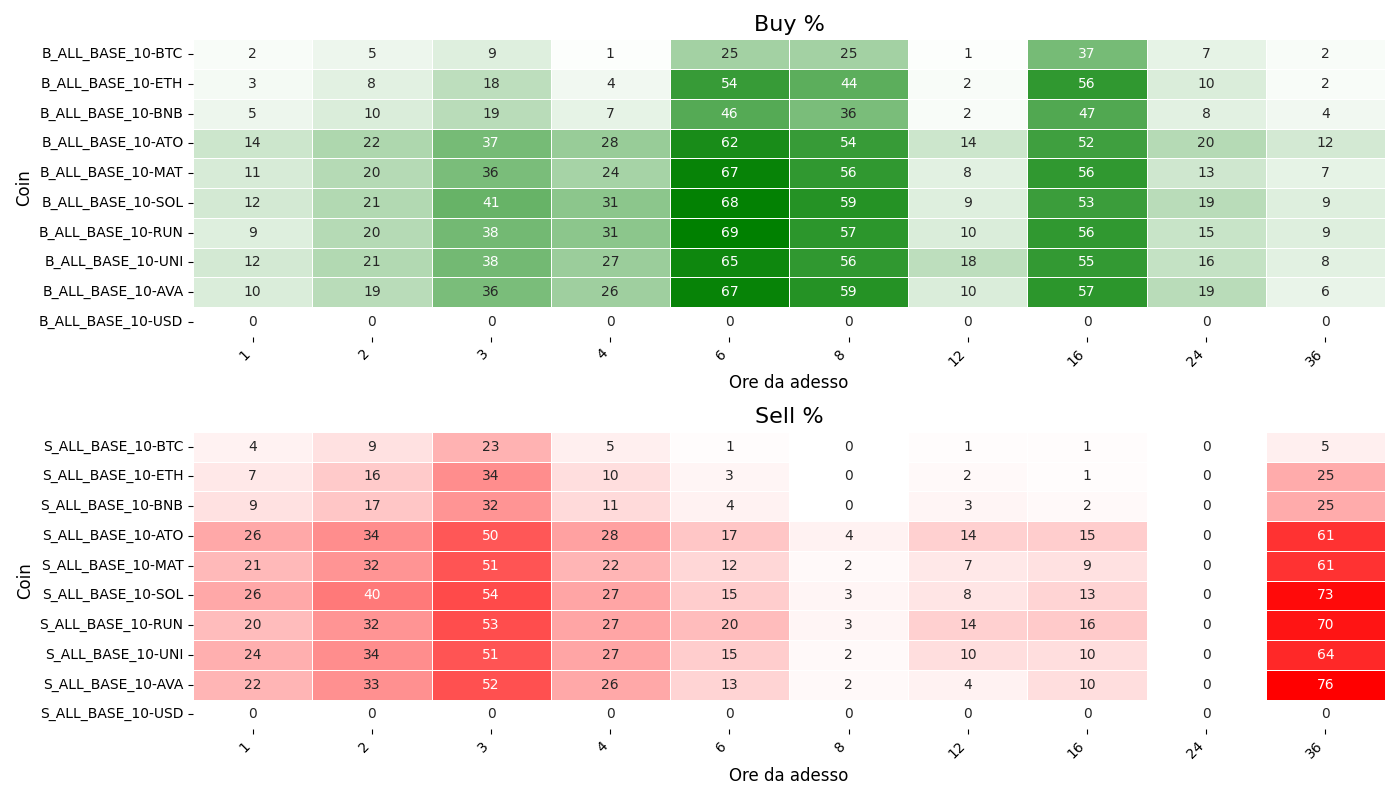 Buy %
Coin
B_ALL_BASE_10-BTC 2 5 9 1 25 25 1 37 7 2
B_ALL_BASE_10-ETH 3 8 18 4 54 44 2 56 10 2
B_ALL_BASE_10-BNB 5 10 19 7 46 36 2 47 8 4
B_ALL_BASE_10-ATO 14 22 37 28 62 54 14 52 20 12
B_ALL_BASE_10-MAT 11 20 36 24 67 56 8 56 13 7
B_ALL_BASE_10-SOL 12 21 41 31 68 59 9 53 19 9
B_ALL_BASE_10-RUN 9 20 38 31 69 57 10 56 15 9
B_ALL_BASE_10-UNI 12 21 38 27 65 56 18 55 16 8
B_ALL_BASE_10-AVA 10 19 36 26 67 59 10 57 19 6
B_ALL_BASE_10-USD 0 0 0 0 0 0 0 0 0 0
1 2 3 4 6 8 12 16 24 36
Ore da adesso
Sell %
Coin
S_ALL_BASE_10-BTC 4 9 23 5 1 0 1 1 0 5
S_ALL_BASE_10-ETH 7 16 34 10 3 0 2 1 0 25
S_ALL_BASE_10-BNB 9 17 32 11 4 0 3 2 0 25
S_ALL_BASE_10-ATO 26 34 50 28 17 4 14 15 0 61
S_ALL_BASE_10-MAT 21 32 51 22 12 2 7 9 0 61
S_ALL_BASE_10-SOL 26 40 54 27 15 3 8 13 0 73
S_ALL_BASE_10-RUN 20 32 53 27 20 3 14 16 0 70
S_ALL_BASE_10-UNI 24 34 51 27 15 2 10 10 0 64
S_ALL_BASE_10-AVA 22 33 52 26 13 2 4 10 0 76
S_ALL_BASE_10-USD 0 0 0 0 0 0 0 0 0 0
1 2 3 4 6 8 12 16 24 36
Ore da adesso